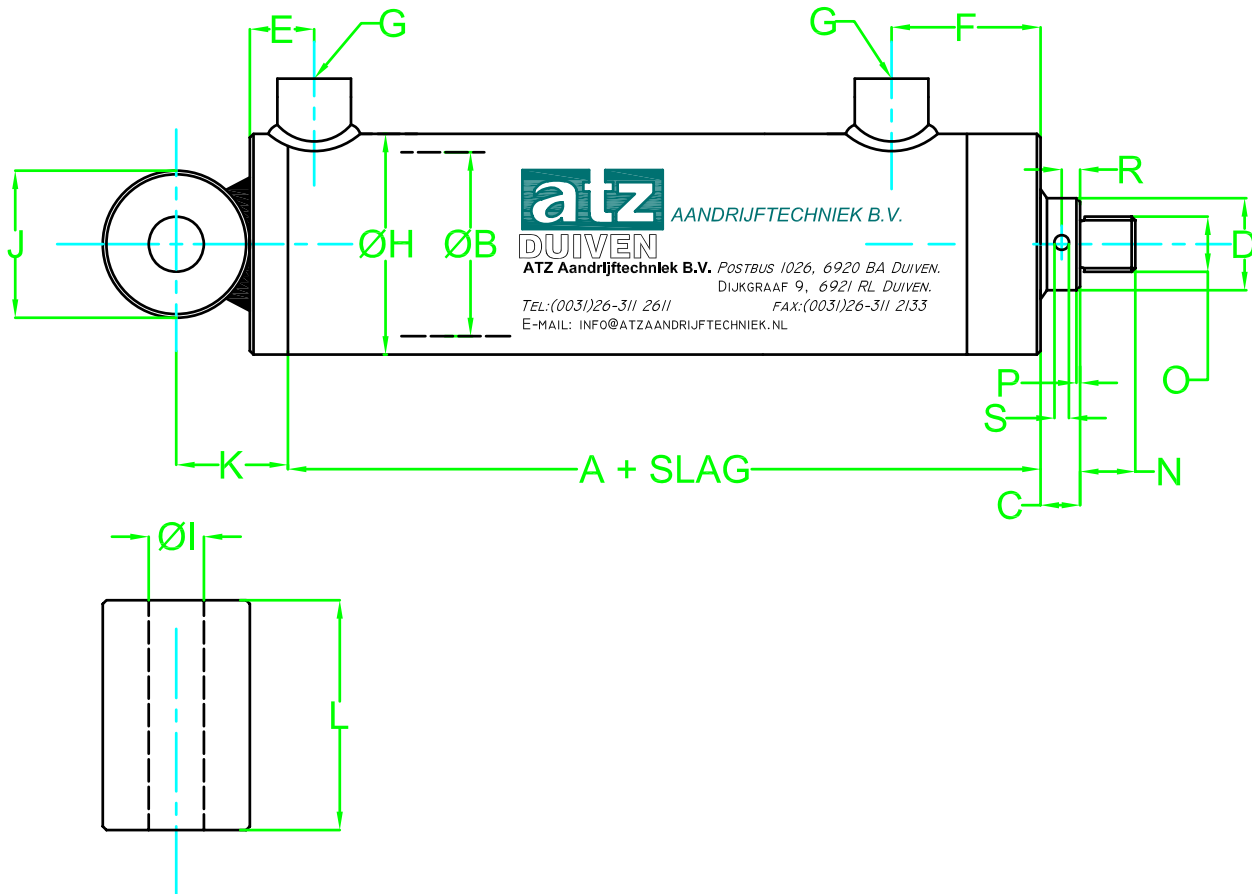 E
G
G
F
R
atz
AANDRIJFTECHNIEK B.V.
DUIVEN
J
ØH
ØB
D
ATZ Aandrijftechniek B.V. POSTBUS 1026, 6920 BA DUIVEN.
DIJKGRAAF 9, 6921 RL DUIVEN.
TEL:(0031)26-311 2611 FAX:(0031)26-311 2133
E-MAIL: INFO@ATZAANDRIJFTECHNIEK.NL
P
O
S
K
A + SLAG
N
C
ØI
L